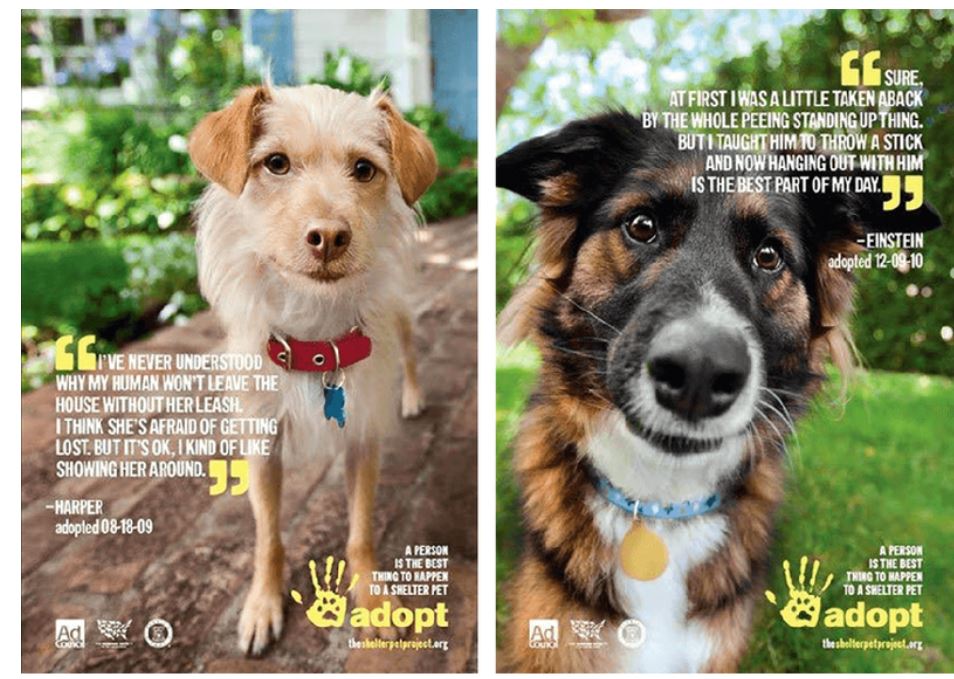 “I'VE NEVER UNDERSTOOD
WHY MY HUMAN WON'T LEAVE THE
HOUSE WITHOUT HER LEASH.
I THINK SHE'S AFRAID OF GETTING
LOST. BUT IT'S OK, I KIND OF LIKE
SHOWING HER AROUND.”
–HARPER
adopted 08-18-09
A PERSON
IS THE BEST
THING TO HAPPEN
TO A SHELTER PET
adopt
theshelterpetproject.org
Ad
COUNCIL
“SURE,
AT FIRST I WAS A LITTLE TAKEN ABACK
BY THE WHOLE PEEING STANDING UP THING.
BUT I TAUGHT HIM TO THROW A STICK
AND NOW HANGING OUT WITH HIM
IS THE BEST PART OF MY DAY.”
–EINSTEIN
adopted 12-09-10
A PERSON
IS THE BEST
THING TO HAPPEN
TO A SHELTER PET
adopt
theshelterpetproject.org
Ad
COUNCIL